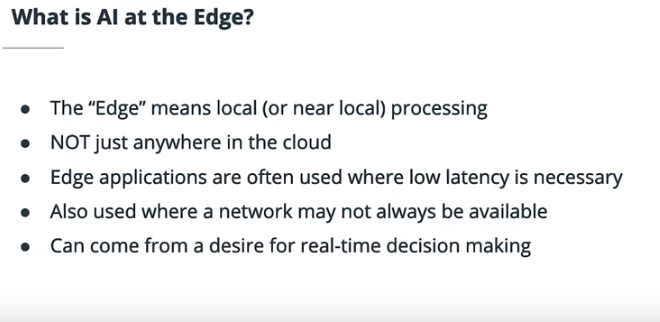 What is AI at the Edge?
● The “Edge” means local (or near local) processing
● NOT just anywhere in the cloud
● Edge applications are often used where low latency is necessary
● Also used where a network may not always be available
● Can come from a desire for real-time decision making